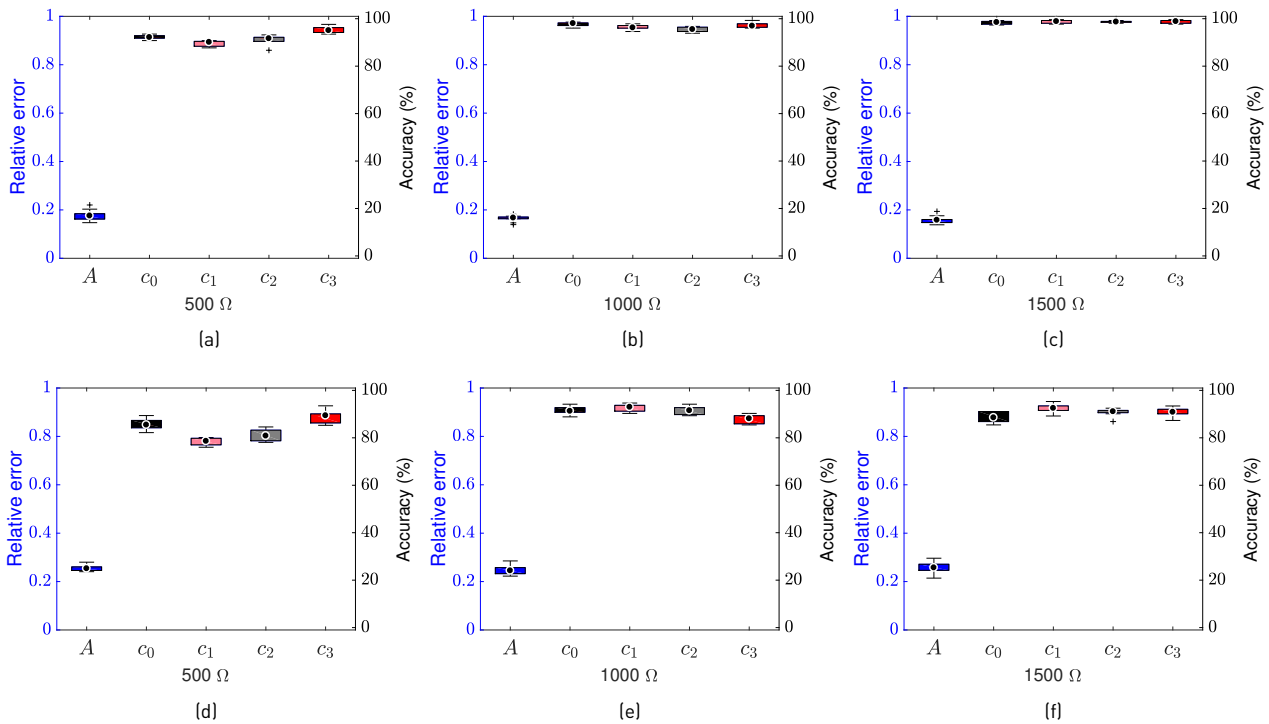 1
0.8
0.6
0.4
0.2
0
Relative error
100
80
60
40
20
0
Accuracy (%)
A c₀ c₁ c₂ c₃
500 Ω
(a)
1
0.8
0.6
0.4
0.2
0
Relative error
100
80
60
40
20
0
Accuracy (%)
A c₀ c₁ c₂ c₃
1000 Ω
(b)
1
0.8
0.6
0.4
0.2
0
Relative error
100
80
60
40
20
0
Accuracy (%)
A c₀ c₁ c₂ c₃
1500 Ω
(c)
1
0.8
0.6
0.4
0.2
0
Relative error
100
80
60
40
20
0
Accuracy (%)
A c₀ c₁ c₂ c₃
500 Ω
(d)
1
0.8
0.6
0.4
0.2
0
Relative error
100
80
60
40
20
0
Accuracy (%)
A c₀ c₁ c₂ c₃
1000 Ω
(e)
1
0.8
0.6
0.4
0.2
0
Relative error
100
80
60
40
20
0
Accuracy (%)
A c₀ c₁ c₂ c₃
1500 Ω
(f)